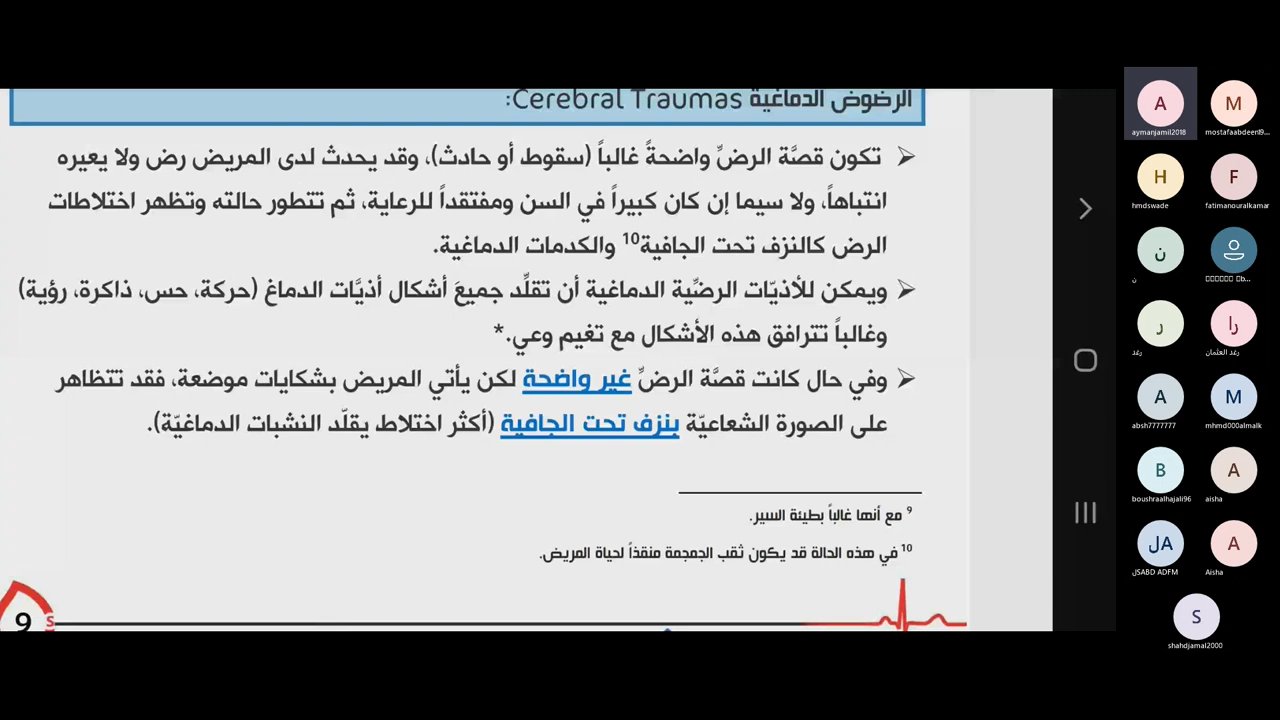 الرضوض الدماغية Cerebral Traumas:
تكون قصَّة الرضِّ واضحةً غالباً (سقوط أو حادث)، وقد يحدث لدى المريض رض ولا يعيره
انتباهاً، ولا سيما إن كان كبيراً في السن ومفتقداً للرعاية، ثم تتطور حالته وتظهر اختلاطات
الرض كالنزف تحت الجافية10 والكدمات الدماغية.
ويمكن للأذيّات الرضّية الدماغية أن تقلِّد جميعَ أشكال أذيَّات الدماغ (حركة، حس، ذاكرة، رؤية)
وغالباً تترافق هذه الأشكال مع تغيم وعي.*
وفي حال كانت قصَّة الرضِّ غير واضحة لكن يأتي المريض بشكايات موضعة، فقد تتظاهر
على الصورة الشعاعيّة بنزف تحت الجافية (أكثر اختلاط يقلّد النشبات الدماغيّة).
9 مع أنها غالباً بطيئة السير.
10 في هذه الحالة قد يكون ثقب الجمجمة منقذاً لحياة المريض.
9
S
A
aymanjamil2018
M
mostafaabdeen19...
H
hmdswade
F
fatimanouralkamar
ن
ن
ر
رغد
را
رغد العثمان
A
absh7777777
M
mhmd000almalk
B
boushraalhajali96
A
aisha
JA
JSABD ADFM
A
Aisha
S
shahdjamal2000